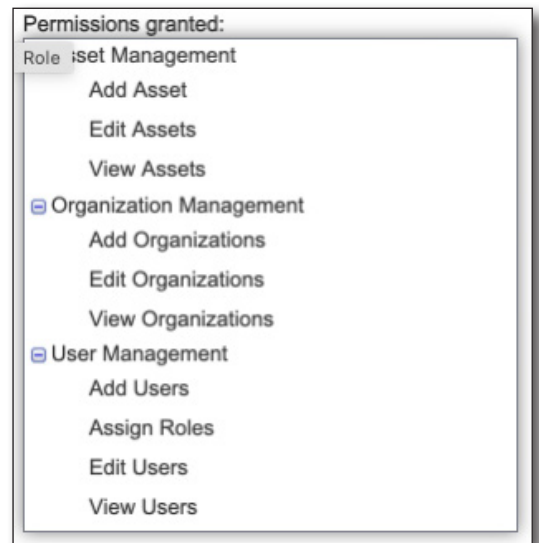 Permissions granted:
Role
sset Management
Add Asset
Edit Assets
View Assets
Organization Management
Add Organizations
Edit Organizations
View Organizations
User Management
Add Users
Assign Roles
Edit Users
View Users